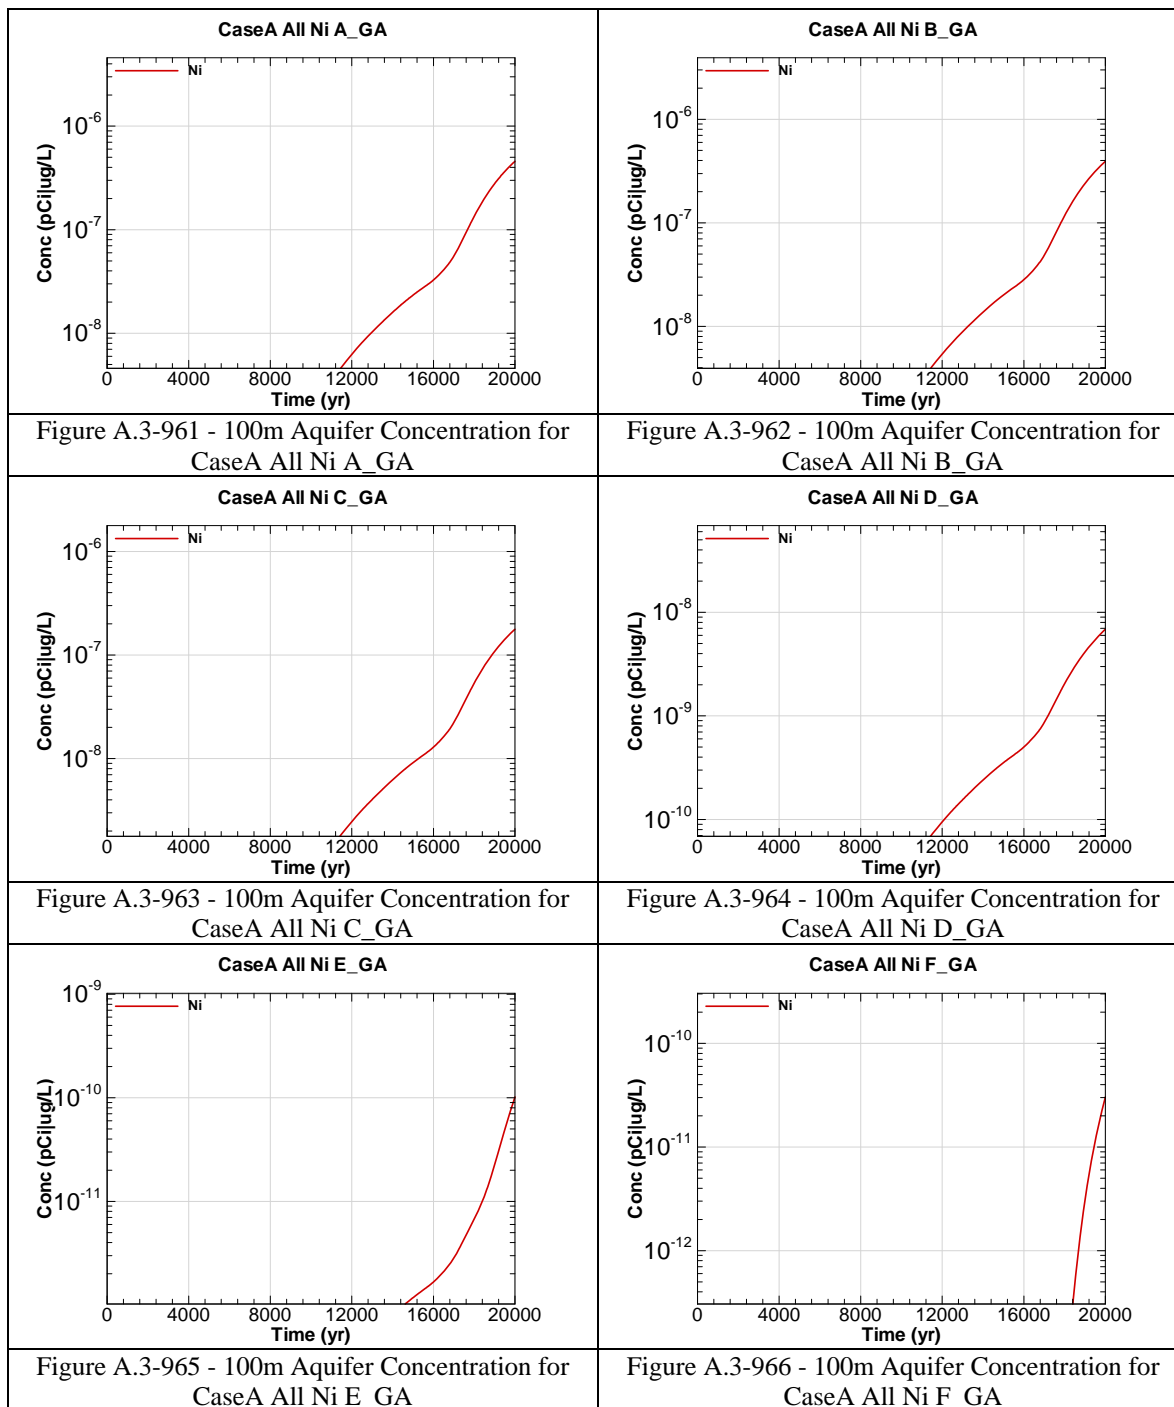 CaseA All Ni A_GA
Ni
10^-6
10^-7
10^-8
Conc (pCi|ug/L)
0 4000 8000 12000 16000 20000
Time (yr)
Figure A.3-961 - 100m Aquifer Concentration for
CaseA All Ni A_GA
CaseA All Ni B_GA
Ni
10^-6
10^-7
10^-8
Conc (pCi|ug/L)
0 4000 8000 12000 16000 20000
Time (yr)
Figure A.3-962 - 100m Aquifer Concentration for
CaseA All Ni B_GA
CaseA All Ni C_GA
Ni
10^-6
10^-7
10^-8
Conc (pCi|ug/L)
0 4000 8000 12000 16000 20000
Time (yr)
Figure A.3-963 - 100m Aquifer Concentration for
CaseA All Ni C_GA
CaseA All Ni D_GA
Ni
10^-8
10^-9
10^-10
Conc (pCi|ug/L)
0 4000 8000 12000 16000 20000
Time (yr)
Figure A.3-964 - 100m Aquifer Concentration for
CaseA All Ni D_GA
CaseA All Ni E_GA
Ni
10^-9
10^-10
10^-11
Conc (pCi|ug/L)
0 4000 8000 12000 16000 20000
Time (yr)
Figure A.3-965 - 100m Aquifer Concentration for
CaseA All Ni E_GA
CaseA All Ni F_GA
Ni
10^-10
10^-11
10^-12
Conc (pCi|ug/L)
0 4000 8000 12000 16000 20000
Time (yr)
Figure A.3-966 - 100m Aquifer Concentration for
CaseA All Ni F_GA